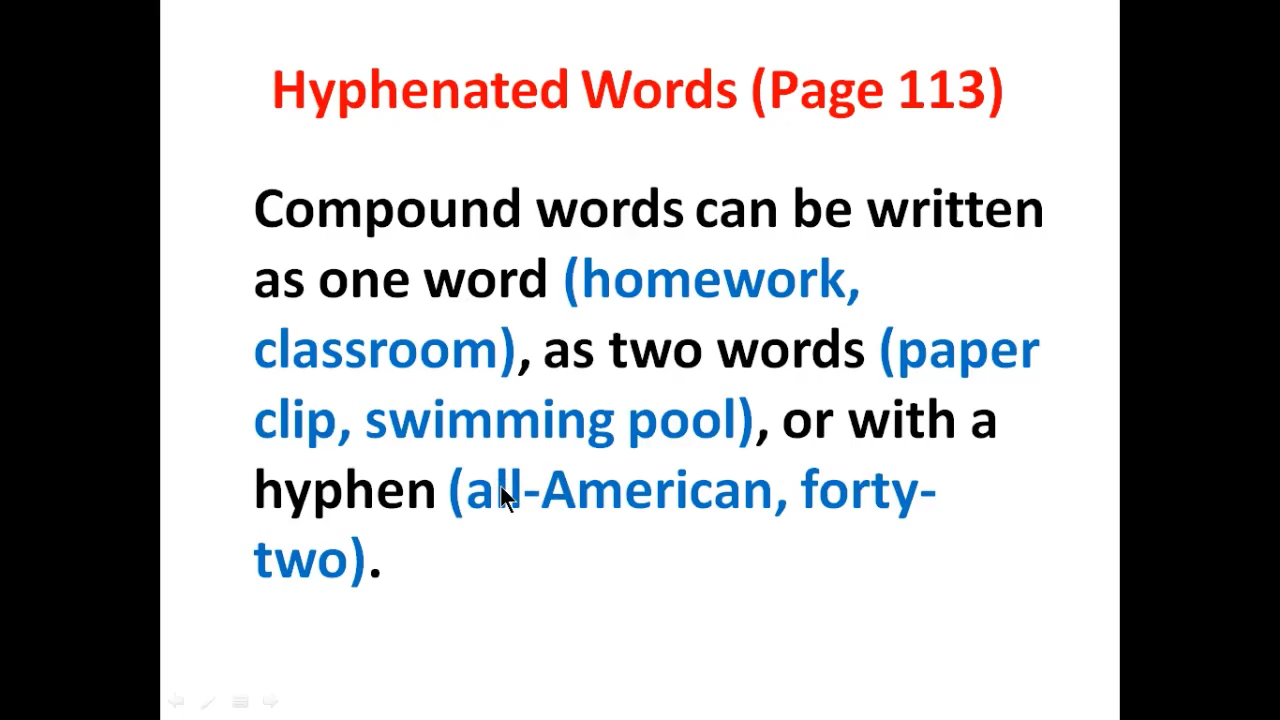 Hyphenated Words (Page 113)
Compound words can be written
as one word (homework,
classroom), as two words (paper
clip, swimming pool), or with a
hyphen (all-American, forty-
two).